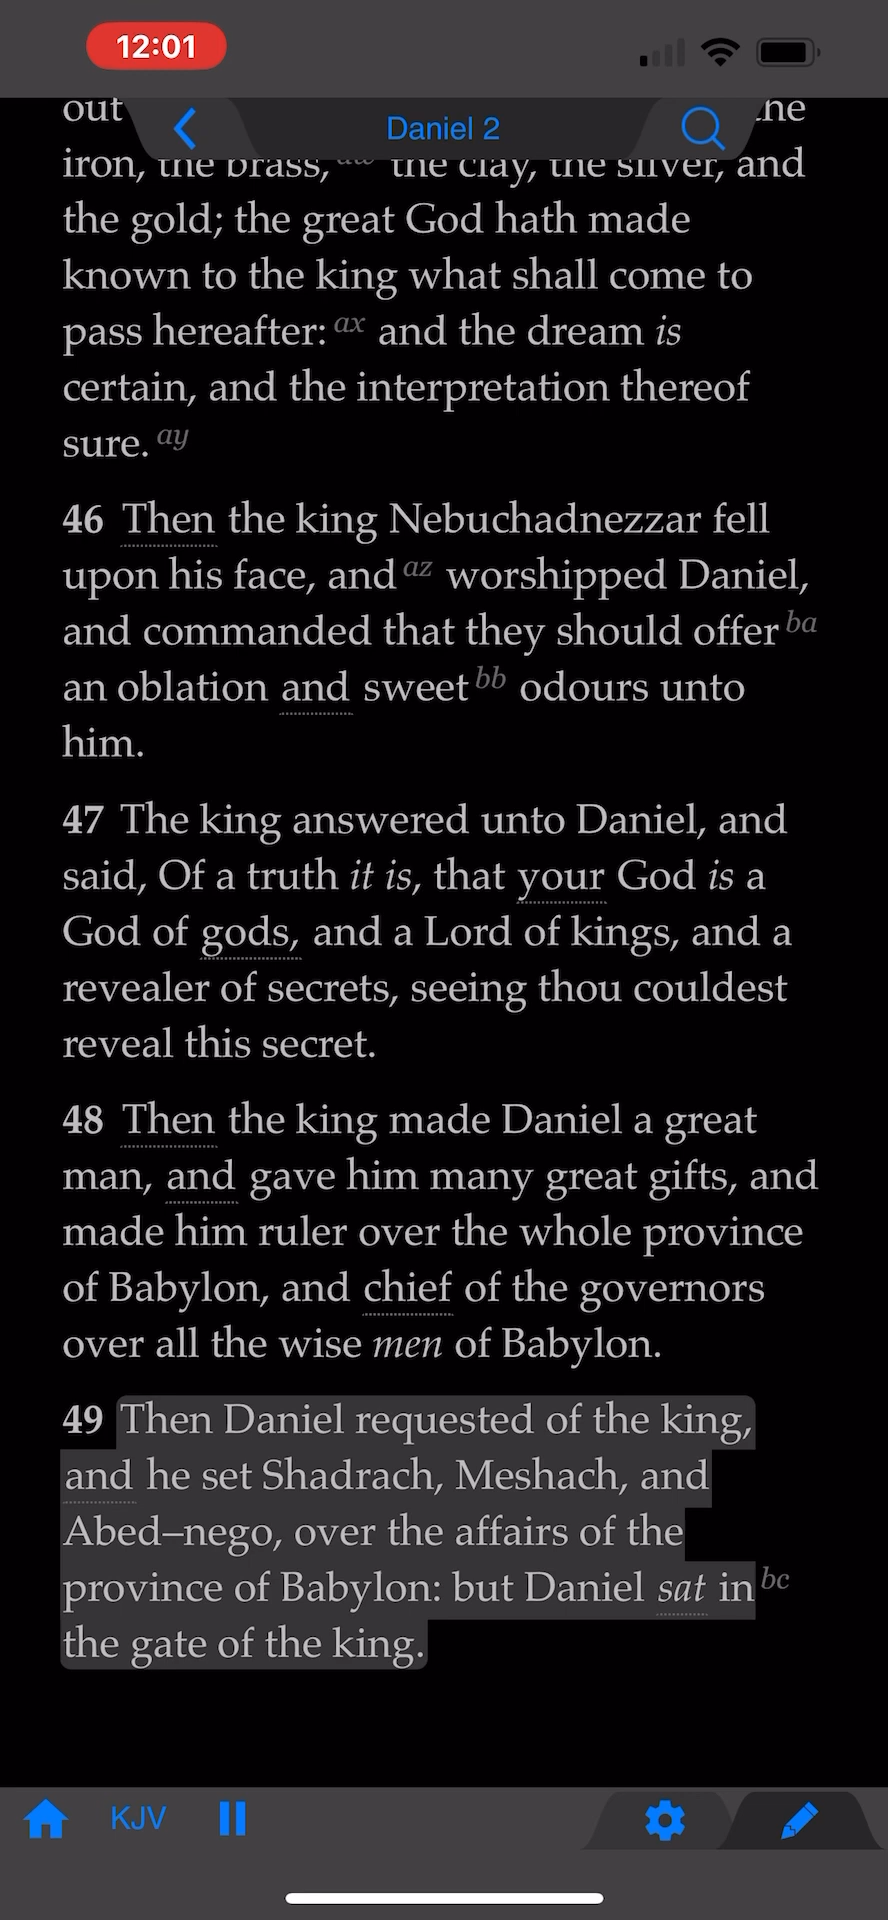 12:01
Daniel 2
out
iron, the brass, the clay, the silver, and
the gold; the great God hath made
known to the king what shall come to
pass hereafter: ax and the dream is
certain, and the interpretation thereof
sure. ay
46 Then the king Nebuchadnezzar fell
upon his face, and az worshipped Daniel,
and commanded that they should offer ba
an oblation and sweet bb odours unto
him.
47 The king answered unto Daniel, and
said, Of a truth it is, that your God is a
God of gods, and a Lord of kings, and a
revealer of secrets, seeing thou couldest
reveal this secret.
48 Then the king made Daniel a great
man, and gave him many great gifts, and
made him ruler over the whole province
of Babylon, and chief of the governors
over all the wise men of Babylon.
49 Then Daniel requested of the king,
and he set Shadrach, Meshach, and
Abed–nego, over the affairs of the
province of Babylon: but Daniel sat in bc
the gate of the king.
KJV